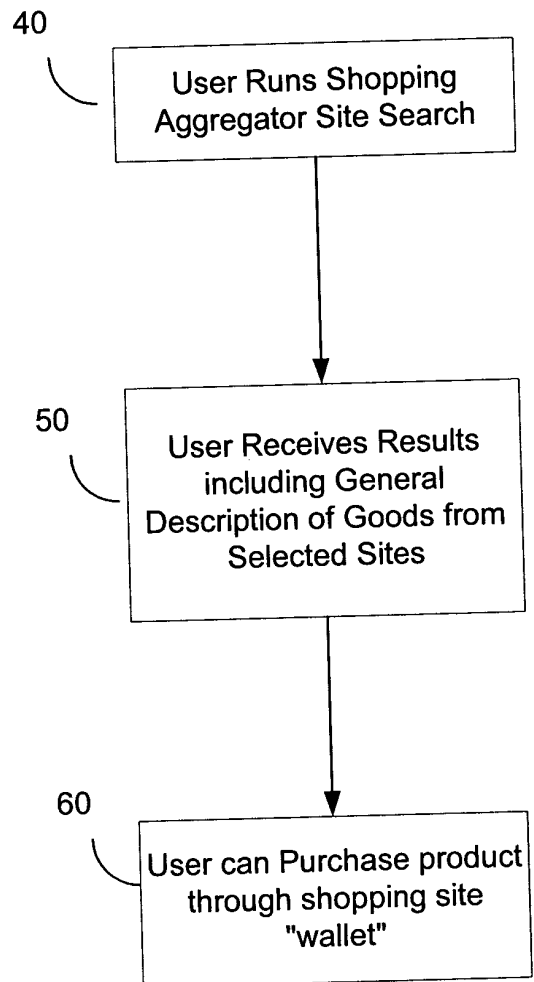 40
User Runs Shopping
Aggregator Site Search
50
User Receives Results
including General
Description of Goods from
Selected Sites
60
User can Purchase product
through shopping site
"wallet"